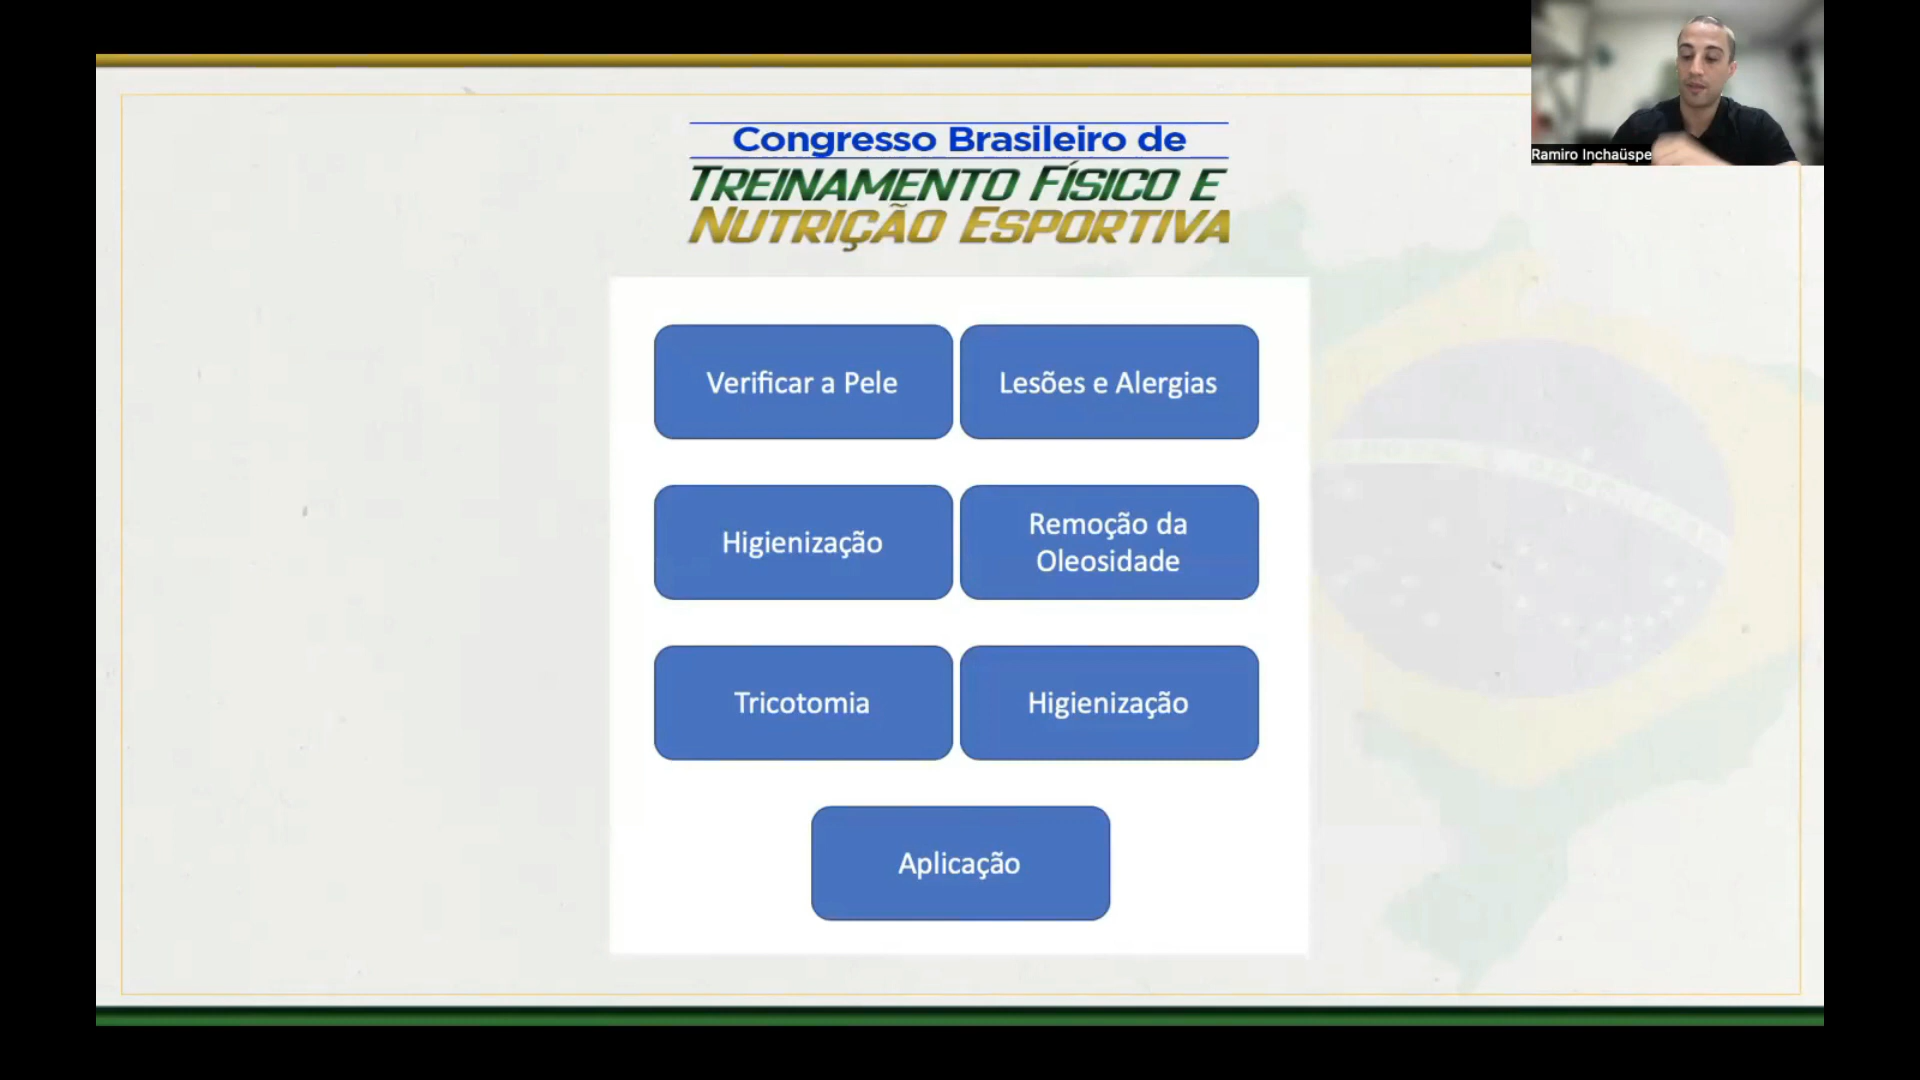 Ramiro Inchaüspe
Congresso Brasileiro de
TREINAMENTO FÍSICO E
NUTRIÇÃO ESPORTIVA
Verificar a Pele
Lesões e Alergias
Higienização
Remoção da
Oleosidade
Tricotomia
Higienização
Aplicação